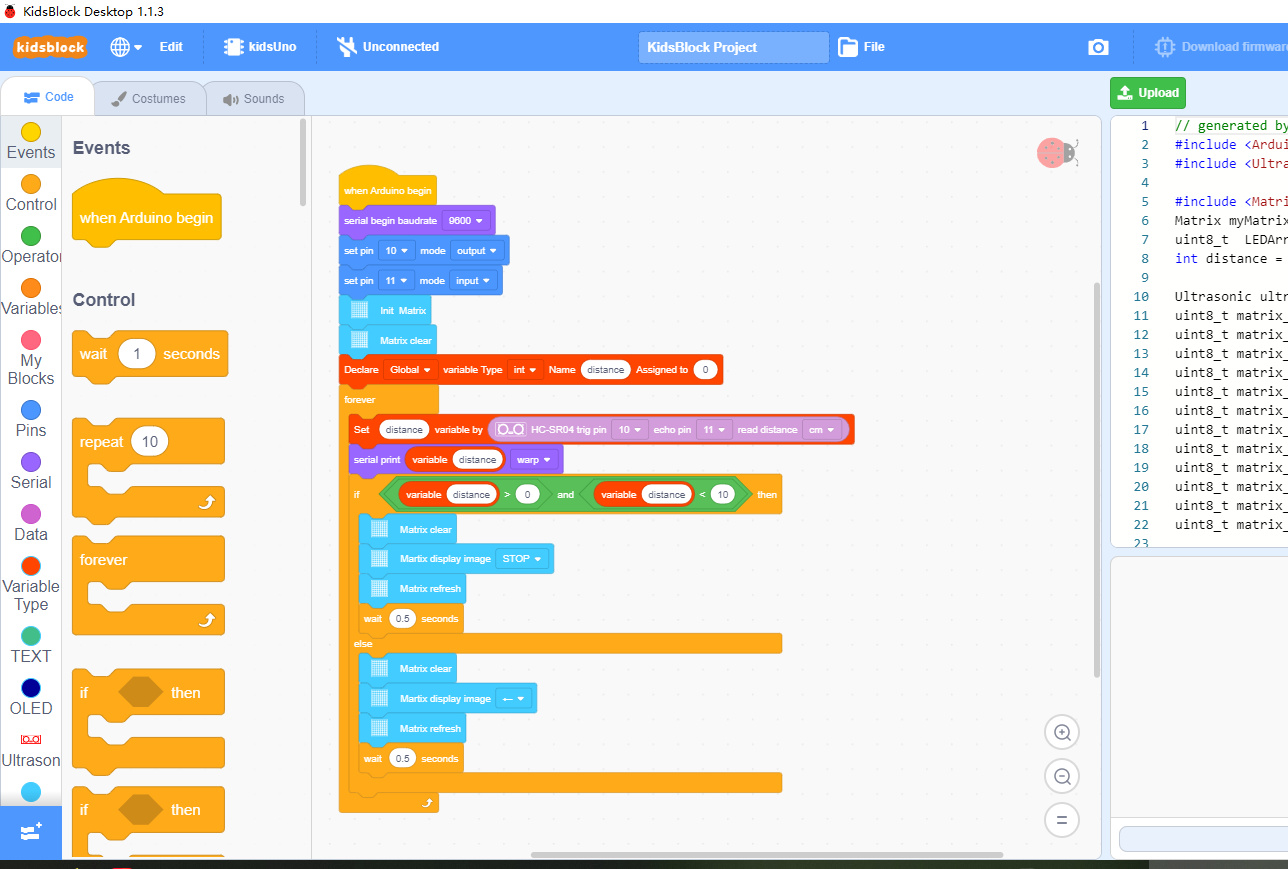 KidsBlock Desktop 1.1.3
kidsblock Edit kidsUno Unconnected KidsBlock Project File Download firmware
Code Costumes Sounds
Upload
Events
Control
Operator
Variables
My
Blocks
Pins
Serial
Data
Variable
Type
TEXT
OLED
Ultrason
Events
when Arduino begin
Control
wait 1 seconds
repeat 10
forever
if then
if then
when Arduino begin
serial begin baudrate 9600
set pin 10 mode output
set pin 11 mode input
Init Matrix
Matrix clear
Declare Global variable Type int Name distance Assigned to 0
forever
Set distance variable by HC-SR04 trig pin 10 echo pin 11 read distance cm
serial print variable distance warp
if variable distance > 0 and variable distance < 10 then
Matrix clear
Martix display image STOP
Matrix refresh
wait 0.5 seconds
else
Matrix clear
Martix display image ←
Matrix refresh
wait 0.5 seconds
1 // generated by
2 #include <Ardui
3 #include <Ultra
4
5 #include <Matri
6 Matrix myMatrix
7 uint8_t LEDArr
8 int distance =
9
10 Ultrasonic ultr
11 uint8_t matrix_
12 uint8_t matrix_
13 uint8_t matrix_
14 uint8_t matrix_
15 uint8_t matrix_
16 uint8_t matrix_
17 uint8_t matrix_
18 uint8_t matrix_
19 uint8_t matrix_
20 uint8_t matrix_
21 uint8_t matrix_
22 uint8_t matrix_
23